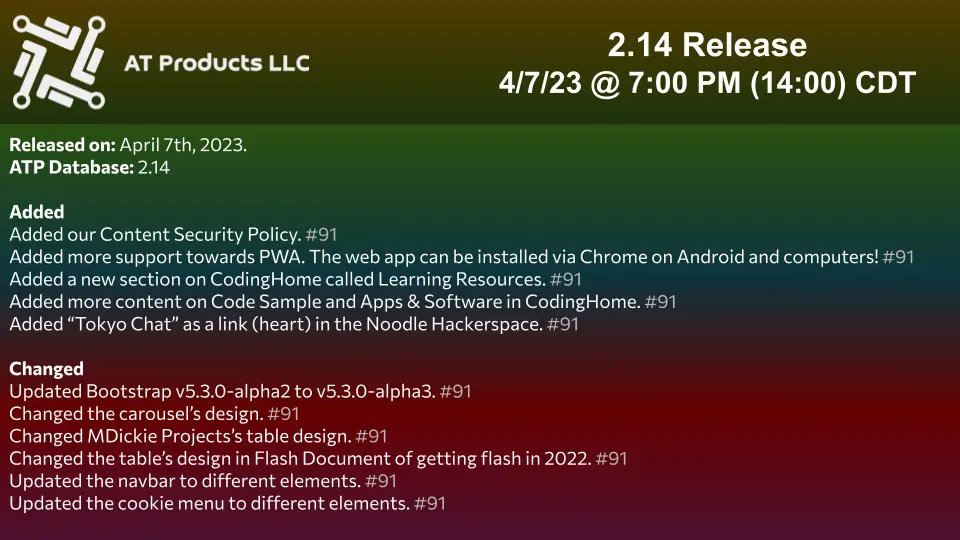 AT Products LLC
2.14 Release
4/7/23 @ 7:00 PM (14:00) CDT
Released on: April 7th, 2023.
ATP Database: 2.14
Added
Added our Content Security Policy. #91
Added more support towards PWA. The web app can be installed via Chrome on Android and computers! #91
Added a new section on CodingHome called Learning Resources. #91
Added more content on Code Sample and Apps & Software in CodingHome. #91
Added “Tokyo Chat” as a link (heart) in the Noodle Hackerspace. #91
Changed
Updated Bootstrap v5.3.0-alpha2 to v5.3.0-alpha3. #91
Changed the carousel’s design. #91
Changed MDickie Projects’s table design. #91
Changed the table’s design in Flash Document of getting flash in 2022. #91
Updated the navbar to different elements. #91
Updated the cookie menu to different elements. #91